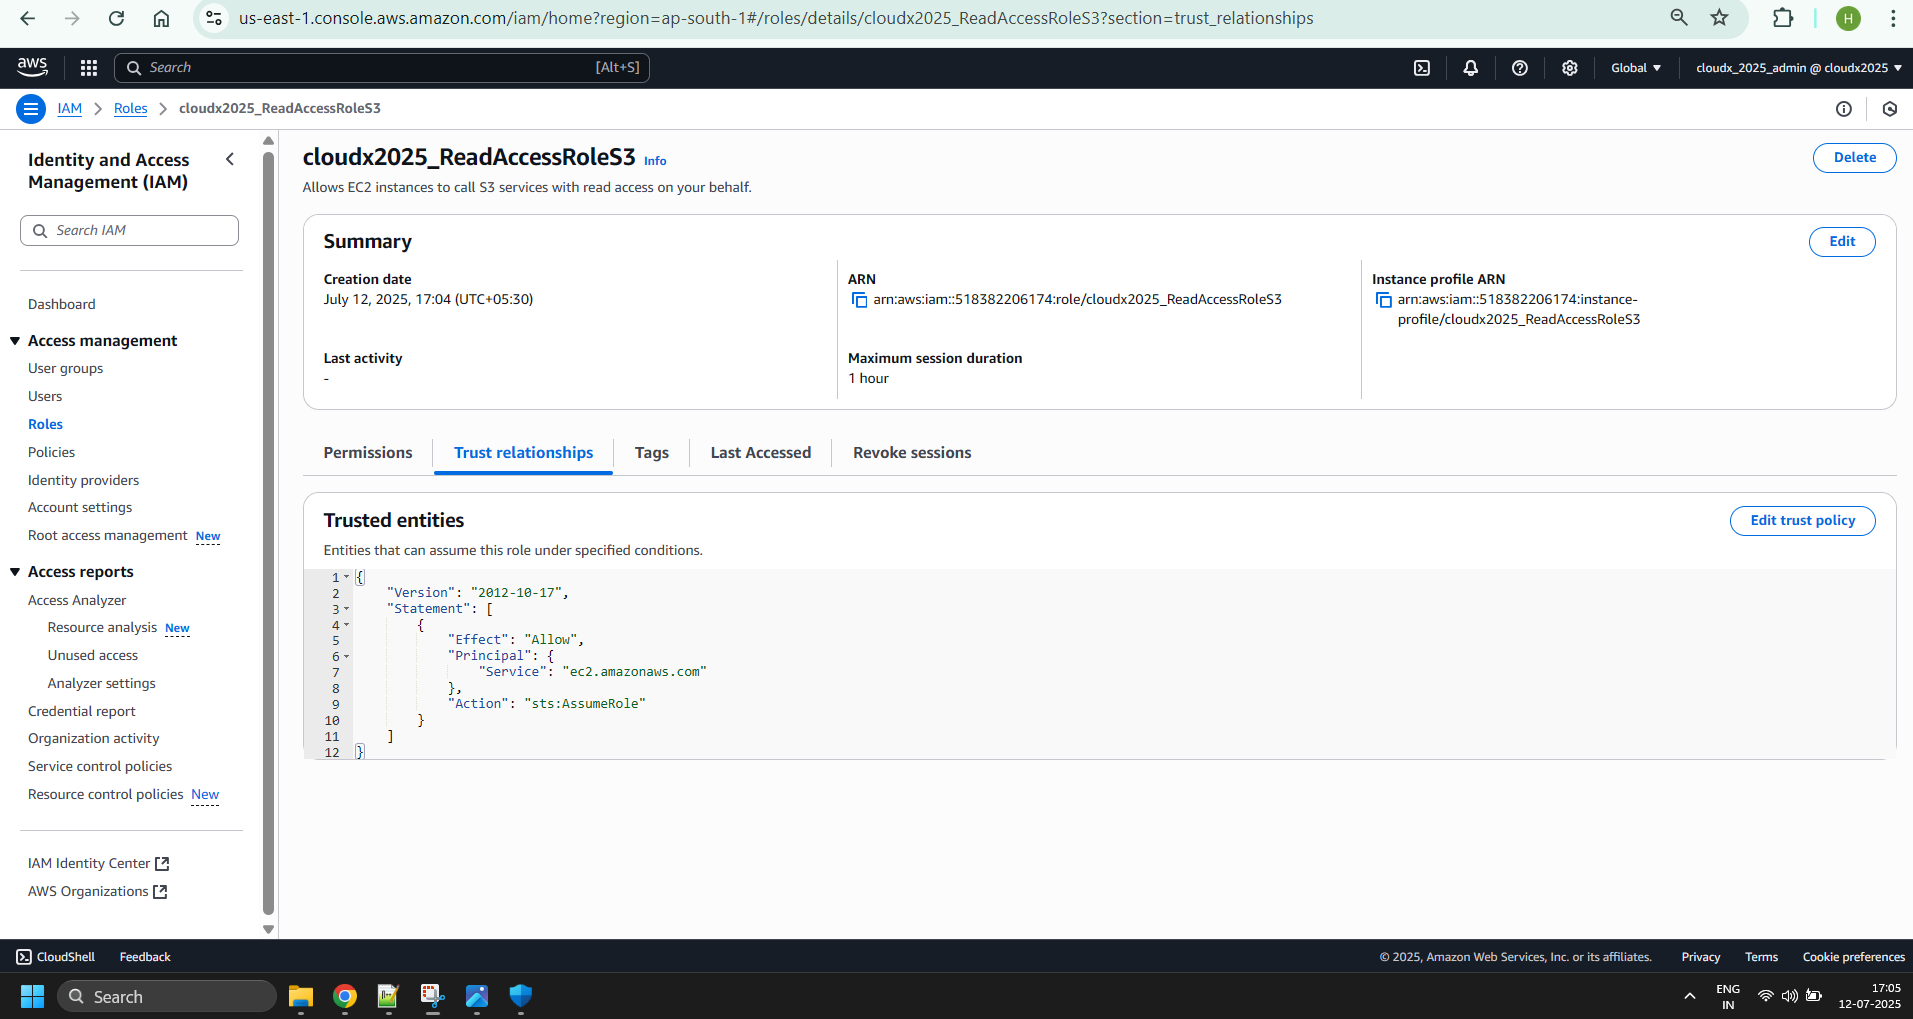 us-east-1.console.aws.amazon.com/iam/home?region=ap-south-1#/roles/details/cloudx2025_ReadAccessRoleS3?section=trust_relationships
H
aws
Search
[Alt+S]
Global
cloudx_2025_admin @ cloudx2025
IAM
Roles
cloudx2025_ReadAccessRoleS3
Identity and Access
Management (IAM)
Search IAM
Dashboard
Access management
User groups
Users
Roles
Policies
Identity providers
Account settings
Root access management New
Access reports
Access Analyzer
Resource analysis New
Unused access
Analyzer settings
Credential report
Organization activity
Service control policies
Resource control policies New
IAM Identity Center
AWS Organizations
cloudx2025_ReadAccessRoleS3 Info
Delete
Allows EC2 instances to call S3 services with read access on your behalf.
Summary
Edit
Creation date
July 12, 2025, 17:04 (UTC+05:30)
ARN
arn:aws:iam::518382206174:role/cloudx2025_ReadAccessRoleS3
Instance profile ARN
arn:aws:iam::518382206174:instance-
profile/cloudx2025_ReadAccessRoleS3
Last activity
-
Maximum session duration
1 hour
Permissions
Trust relationships
Tags
Last Accessed
Revoke sessions
Trusted entities
Edit trust policy
Entities that can assume this role under specified conditions.
1 {
2 "Version": "2012-10-17",
3 "Statement": [
4 {
5 "Effect": "Allow",
6 "Principal": {
7 "Service": "ec2.amazonaws.com"
8 },
9 "Action": "sts:AssumeRole"
10 }
11 ]
12 }
CloudShell
Feedback
© 2025, Amazon Web Services, Inc. or its affiliates.
Privacy
Terms
Cookie preferences
Search
ENG
IN
17:05
12-07-2025